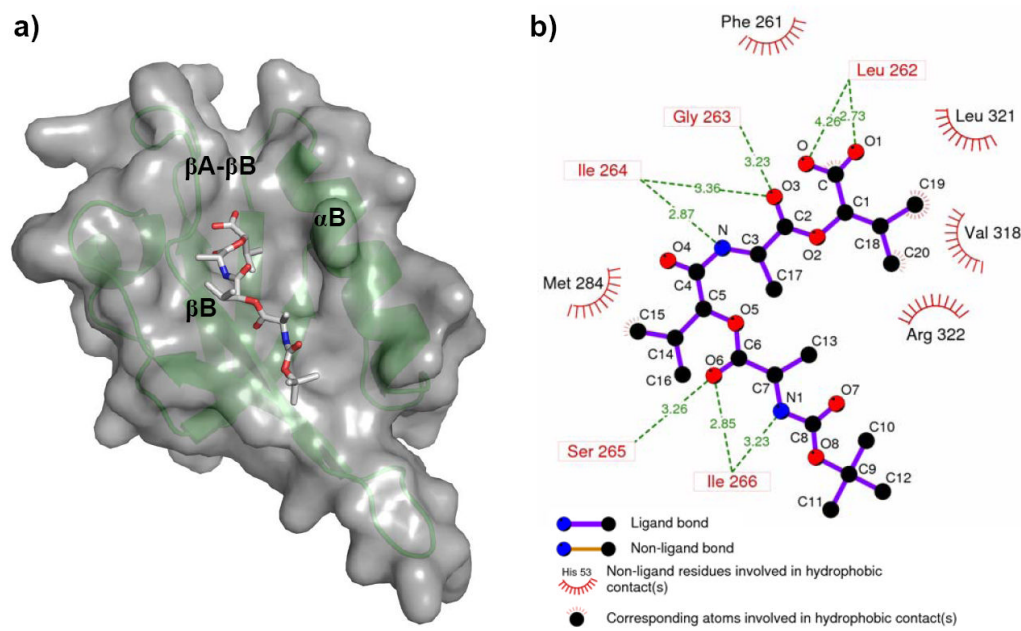 a)
βA-βB
αB
βB
b)
Phe 261
Leu 262
Leu 321
Gly 263
4.26
2.73
O
O1
Ile 264
3.23
C
C19
3.36
O3
C1
2.87
C2
Val 318
N
C18
O4
C3
O2
C20
Met 284
C4
C17
C5
Arg 322
C15
O5
C14
C6
C13
O6
C16
C7
O7
3.26
N1
2.85
C10
3.23
C8
O8
Ser 265
C9
C12
Ile 266
C11
Ligand bond
Non-ligand bond
His 53
Non-ligand residues involved in hydrophobic
contact(s)
Corresponding atoms involved in hydrophobic contact(s)